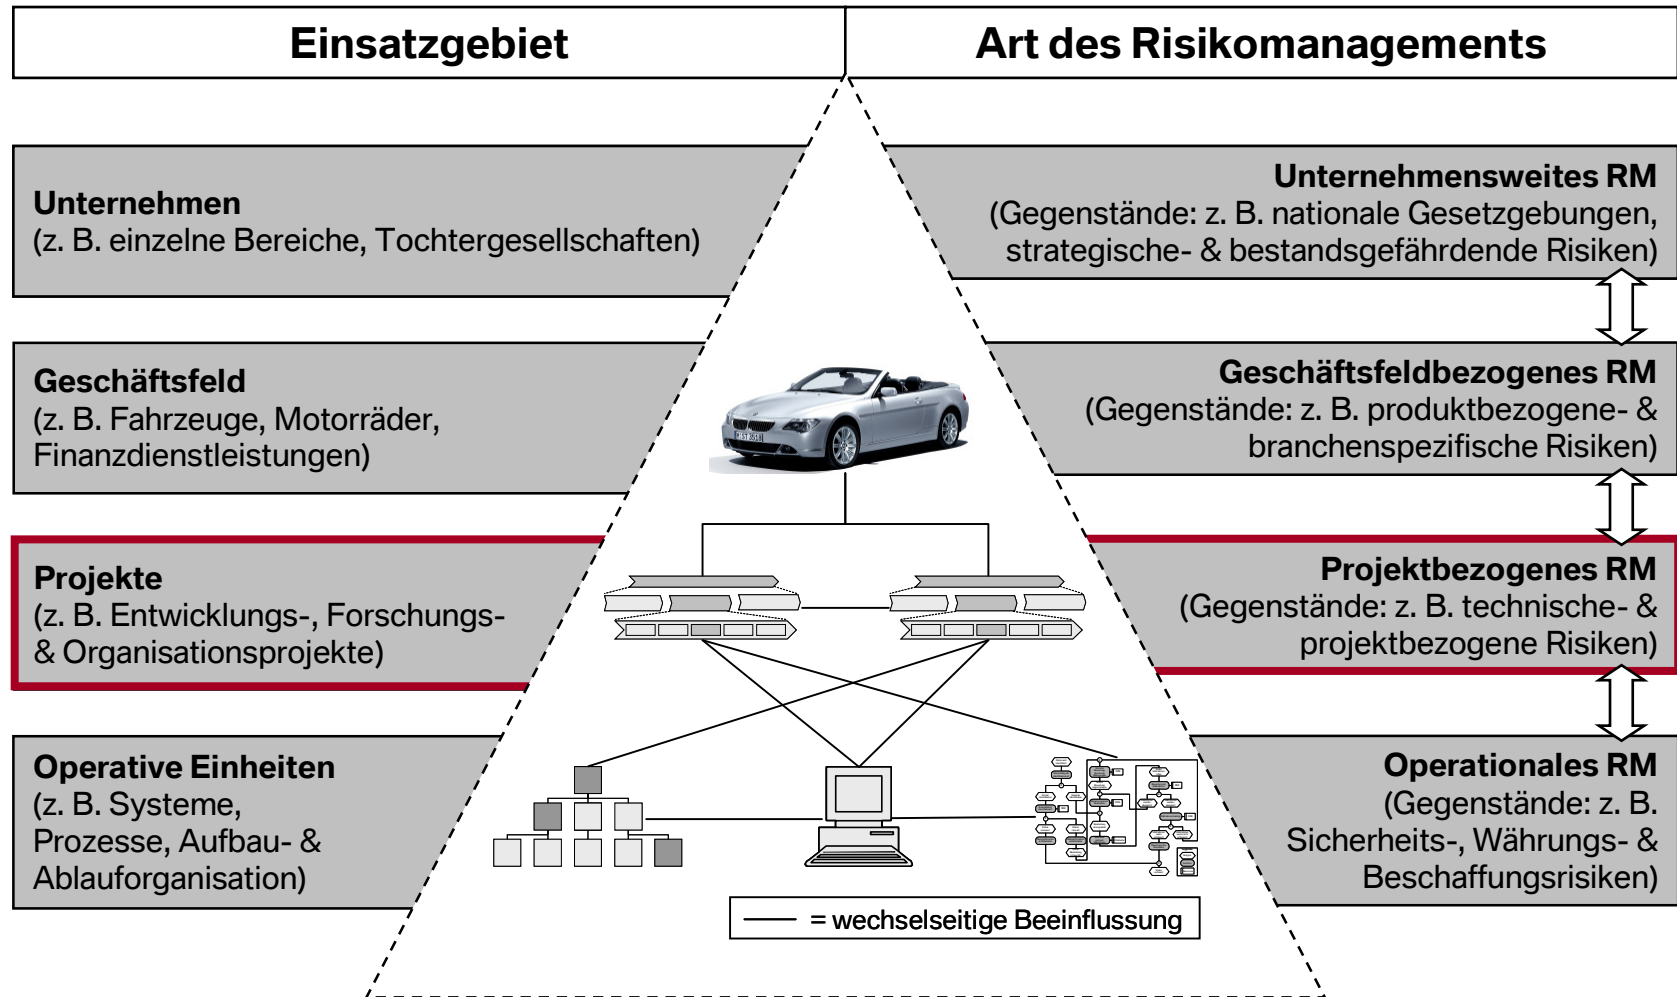 Einsatzgebiet
Art des Risikomanagements
Unternehmen
(z. B. einzelne Bereiche, Tochtergesellschaften)
Unternehmensweites RM
(Gegenstände: z. B. nationale Gesetzgebungen,
strategische- & bestandsgefährdende Risiken)
Geschäftsfeld
(z. B. Fahrzeuge, Motorräder,
Finanzdienstleistungen)
Geschäftsfeldbezogenes RM
(Gegenstände: z. B. produktbezogene- &
branchenspezifische Risiken)
Projekte
(z. B. Entwicklungs-, Forschungs-
& Organisationsprojekte)
Projektbezogenes RM
(Gegenstände: z. B. technische- &
projektbezogene Risiken)
Operative Einheiten
(z. B. Systeme,
Prozesse, Aufbau- &
Ablauforganisation)
Operationales RM
(Gegenstände: z. B.
Sicherheits-, Währungs- &
Beschaffungsrisiken)
= wechselseitige Beeinflussung